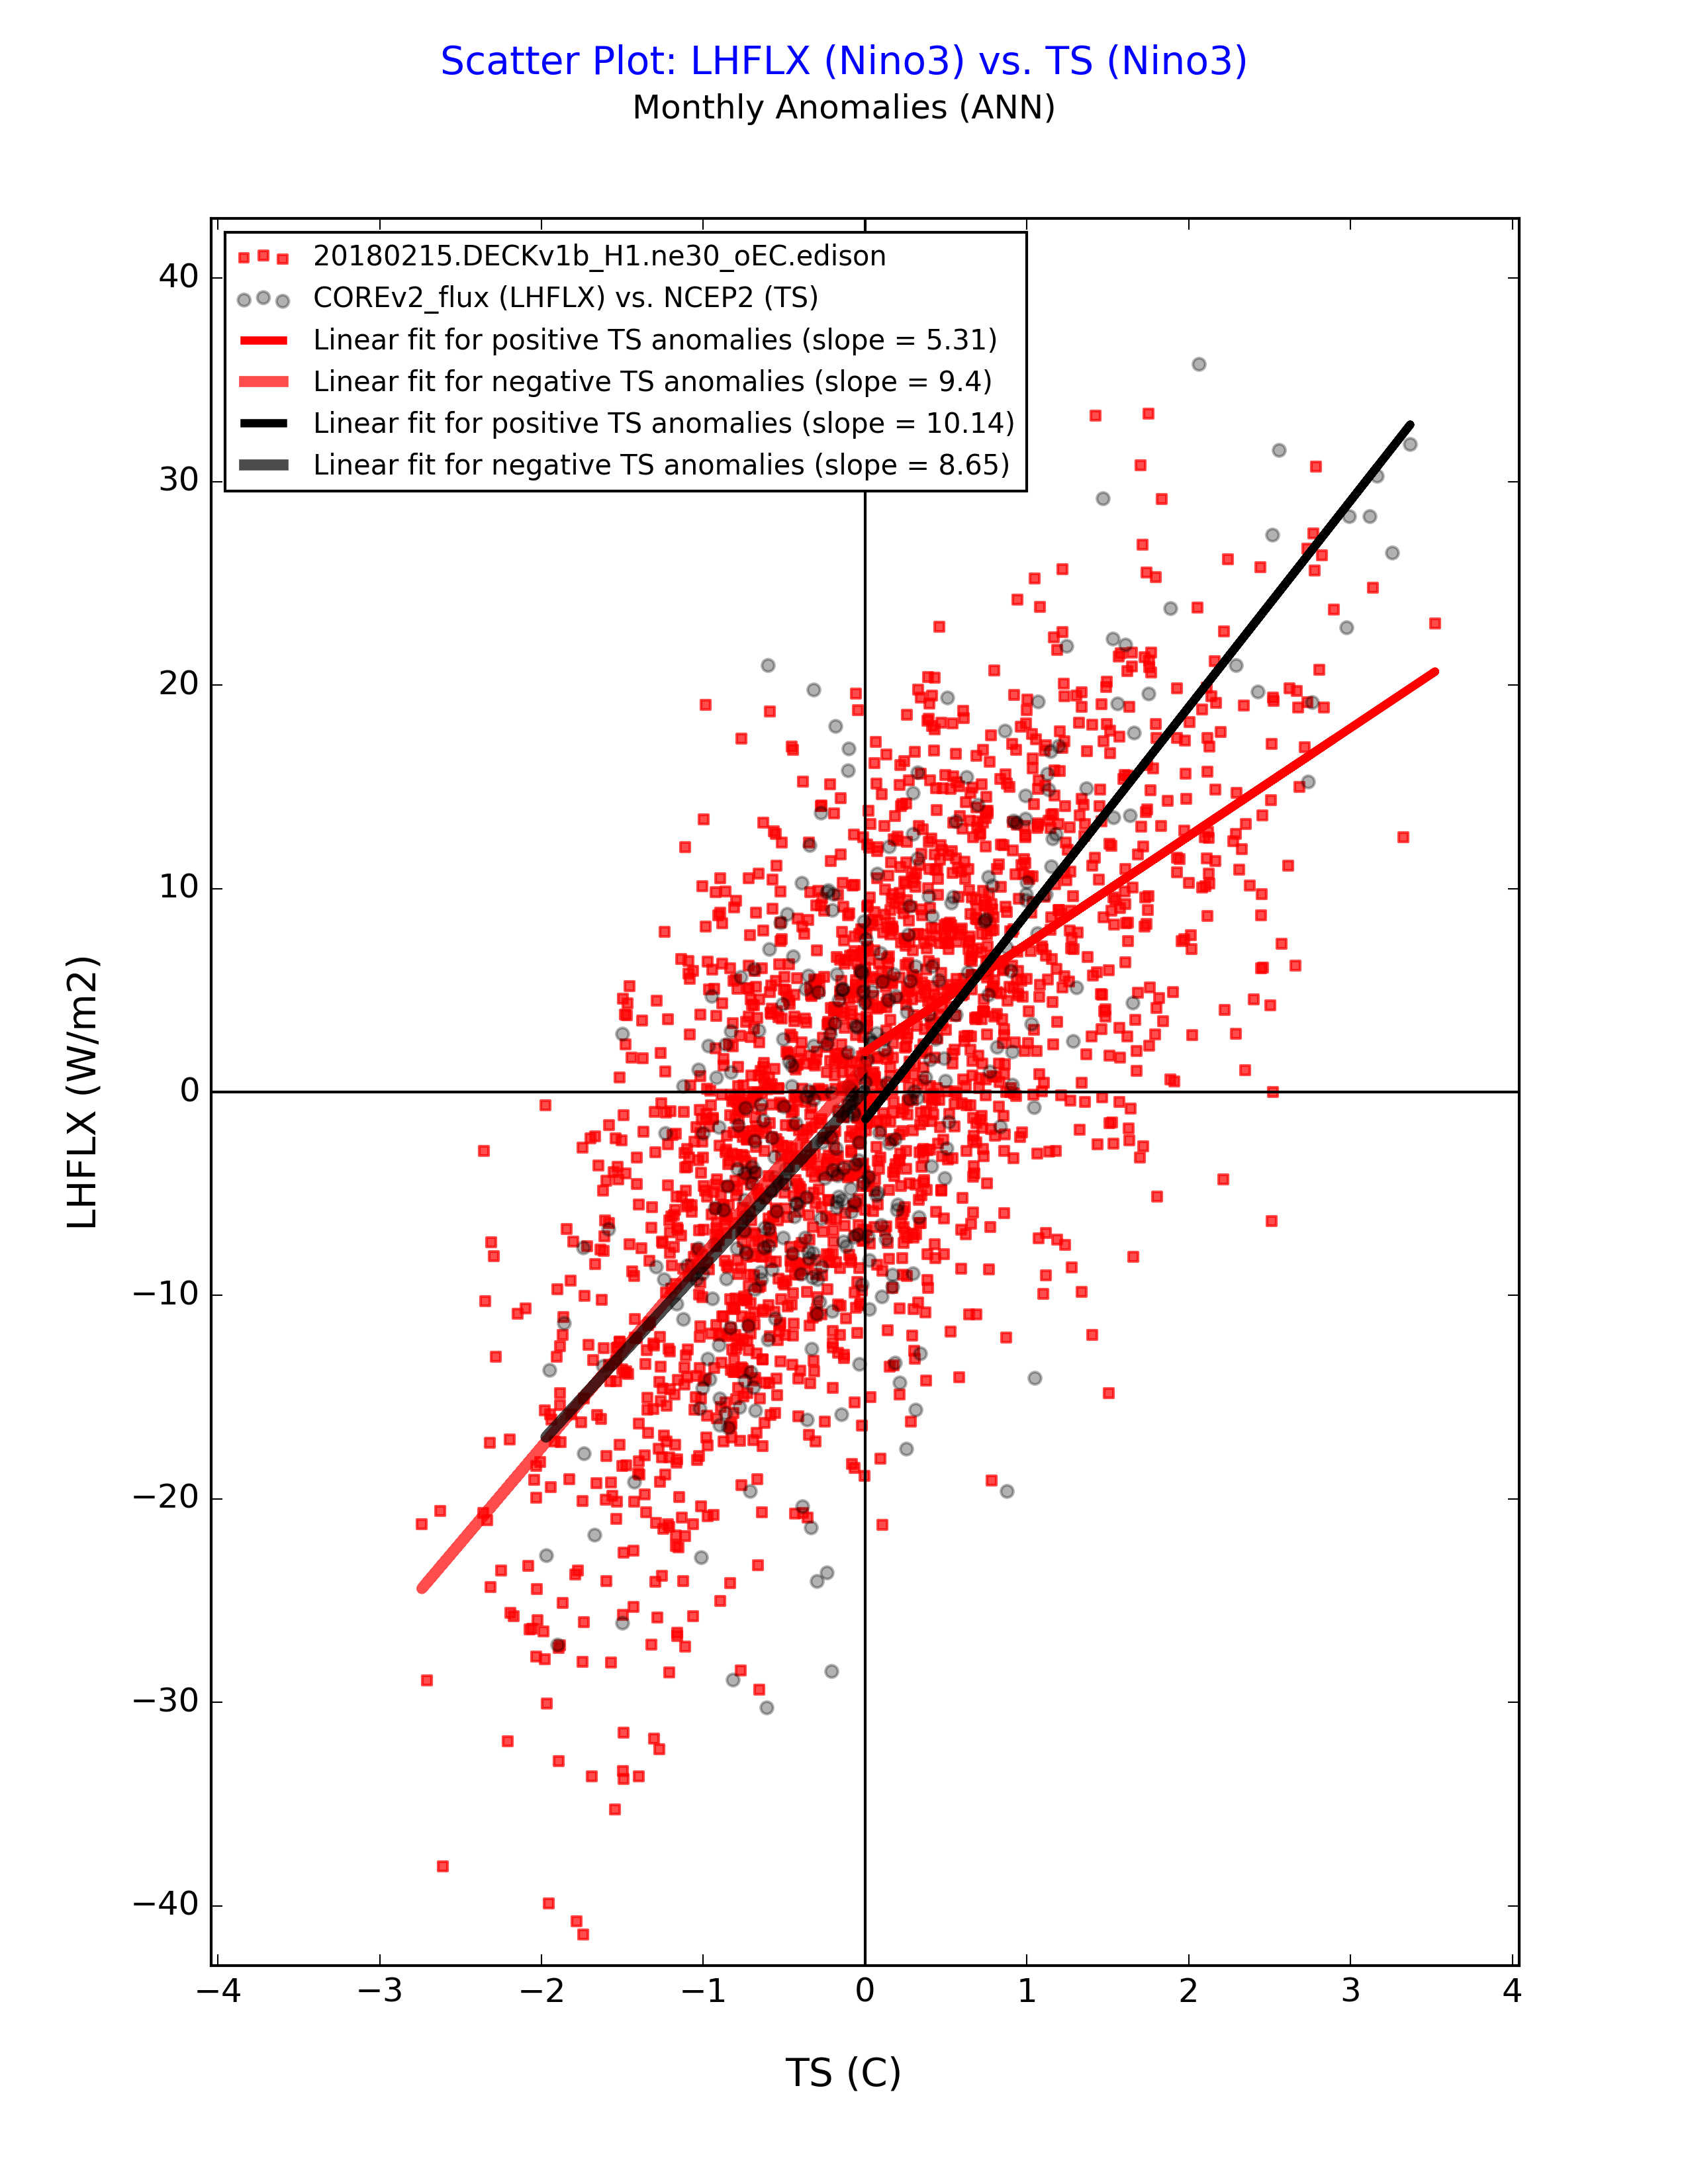 Scatter Plot: LHFLX (Nino3) vs. TS (Nino3)
Monthly Anomalies (ANN)
20180215.DECKv1b_H1.ne30_oEC.edison
COREv2_flux (LHFLX) vs. NCEP2 (TS)
Linear fit for positive TS anomalies (slope = 5.31)
Linear fit for negative TS anomalies (slope = 9.4)
Linear fit for positive TS anomalies (slope = 10.14)
Linear fit for negative TS anomalies (slope = 8.65)
40
30
20
10
0
−10
−20
−30
−40
LHFLX (W/m2)
−4 −3 −2 −1 0 1 2 3 4
TS (C)